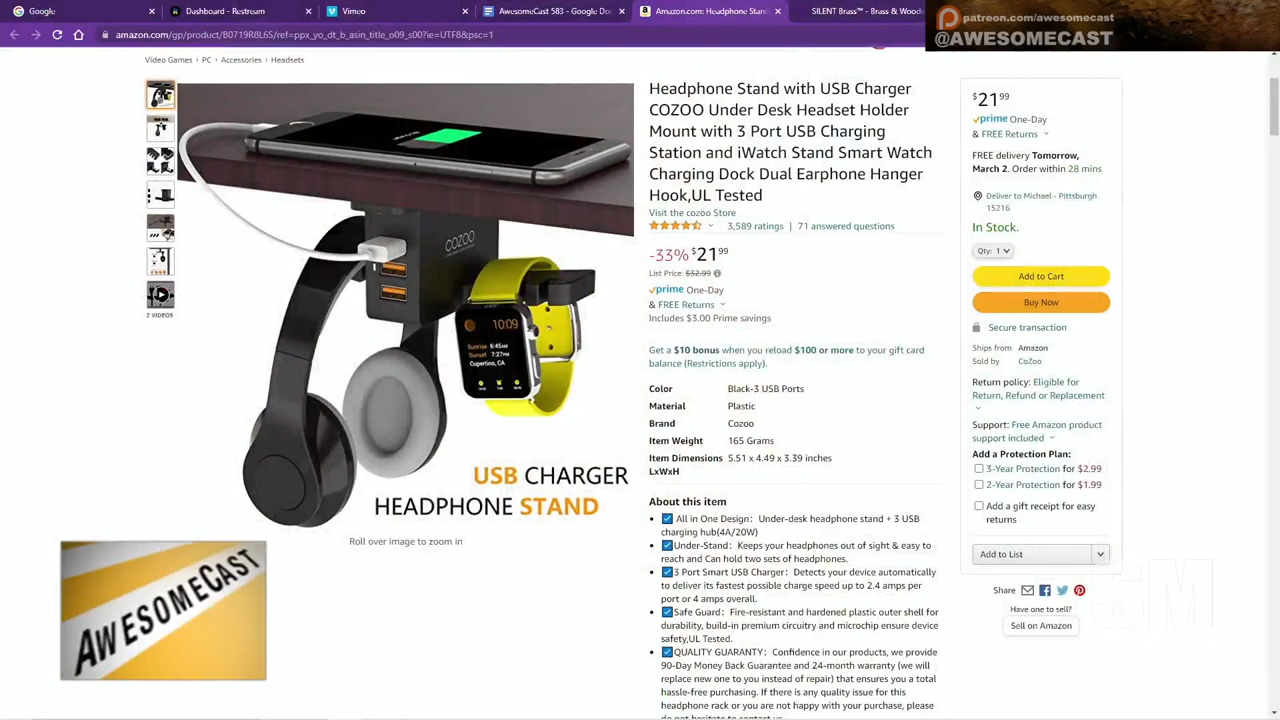 Google
Dashboard - Restream
Vimeo
AwesomeCast 583 - Google Doc
Amazon.com: Headphone Stand
SILENT Brass™ – Brass & Woodw
patreon.com/awesomecast
@AWESOMECAST
amazon.com/gp/product/B0719R8L6S/ref=ppx_yo_dt_b_asn_title_o09_s00?ie=UTF8&psc=1
Video Games › PC › Accessories › Headsets
2 VIDEOS
COZOO
10:09
Sunrise 6:45AM
Sunset 7:27PM
Copertino, CA
USB CHARGER
HEADPHONE STAND
Roll over image to zoom in
AWESOMECAST
Headphone Stand with USB Charger
COZOO Under Desk Headset Holder
Mount with 3 Port USB Charging
Station and iWatch Stand Smart Watch
Charging Dock Dual Earphone Hanger
Hook,UL Tested
Visit the cozoo Store
3,589 ratings | 71 answered questions
-33% $21 99
List Price: $32.99
prime One-Day
& FREE Returns
Includes $3.00 Prime savings
Get a $10 bonus when you reload $100 or more to your gift card
balance (Restrictions apply).
Color Black-3 USB Ports
Material Plastic
Brand Cozoo
Item Weight 165 Grams
Item Dimensions 5.51 x 4.49 x 3.39 inches
LxWxH
About this item
All in One Design：Under-desk headphone stand + 3 USB
charging hub(4A/20W)
Under-Stand：Keeps your headphones out of sight & easy to
reach and Can hold two sets of headphones.
3 Port Smart USB Charger：Detects your device automatically
to deliver its fastest possible charge speed up to 2.4 amps per
port or 4 amps overall.
Safe Guard：Fire-resistant and hardened plastic outer shell for
durability, build-in premium circuitry and microchip ensure device
safety,UL Tested.
QUALITY GUARANTY：Confidence in our products, we provide
90-Day Money Back Guarantee and 24-month warranty (we will
replace new one to you instead of repair) that ensures you a total
hassle-free purchasing. If there is any quality issue for this
headphone rack or you are not happy with your purchase, please
do not hesitate to contact us
$21 99
prime One-Day
& FREE Returns
FREE delivery Tomorrow,
March 2. Order within 28 mins
Deliver to Michael - Pittsburgh
15216
In Stock.
Qty: 1
Add to Cart
Buy Now
Secure transaction
Ships from Amazon
Sold by CoZoo
Return policy: Eligible for
Return, Refund or Replacement
Support: Free Amazon product
support included
Add a Protection Plan:
3-Year Protection for $2.99
2-Year Protection for $1.99
Add a gift receipt for easy
returns
Add to List
Share
Have one to sell?
Sell on Amazon